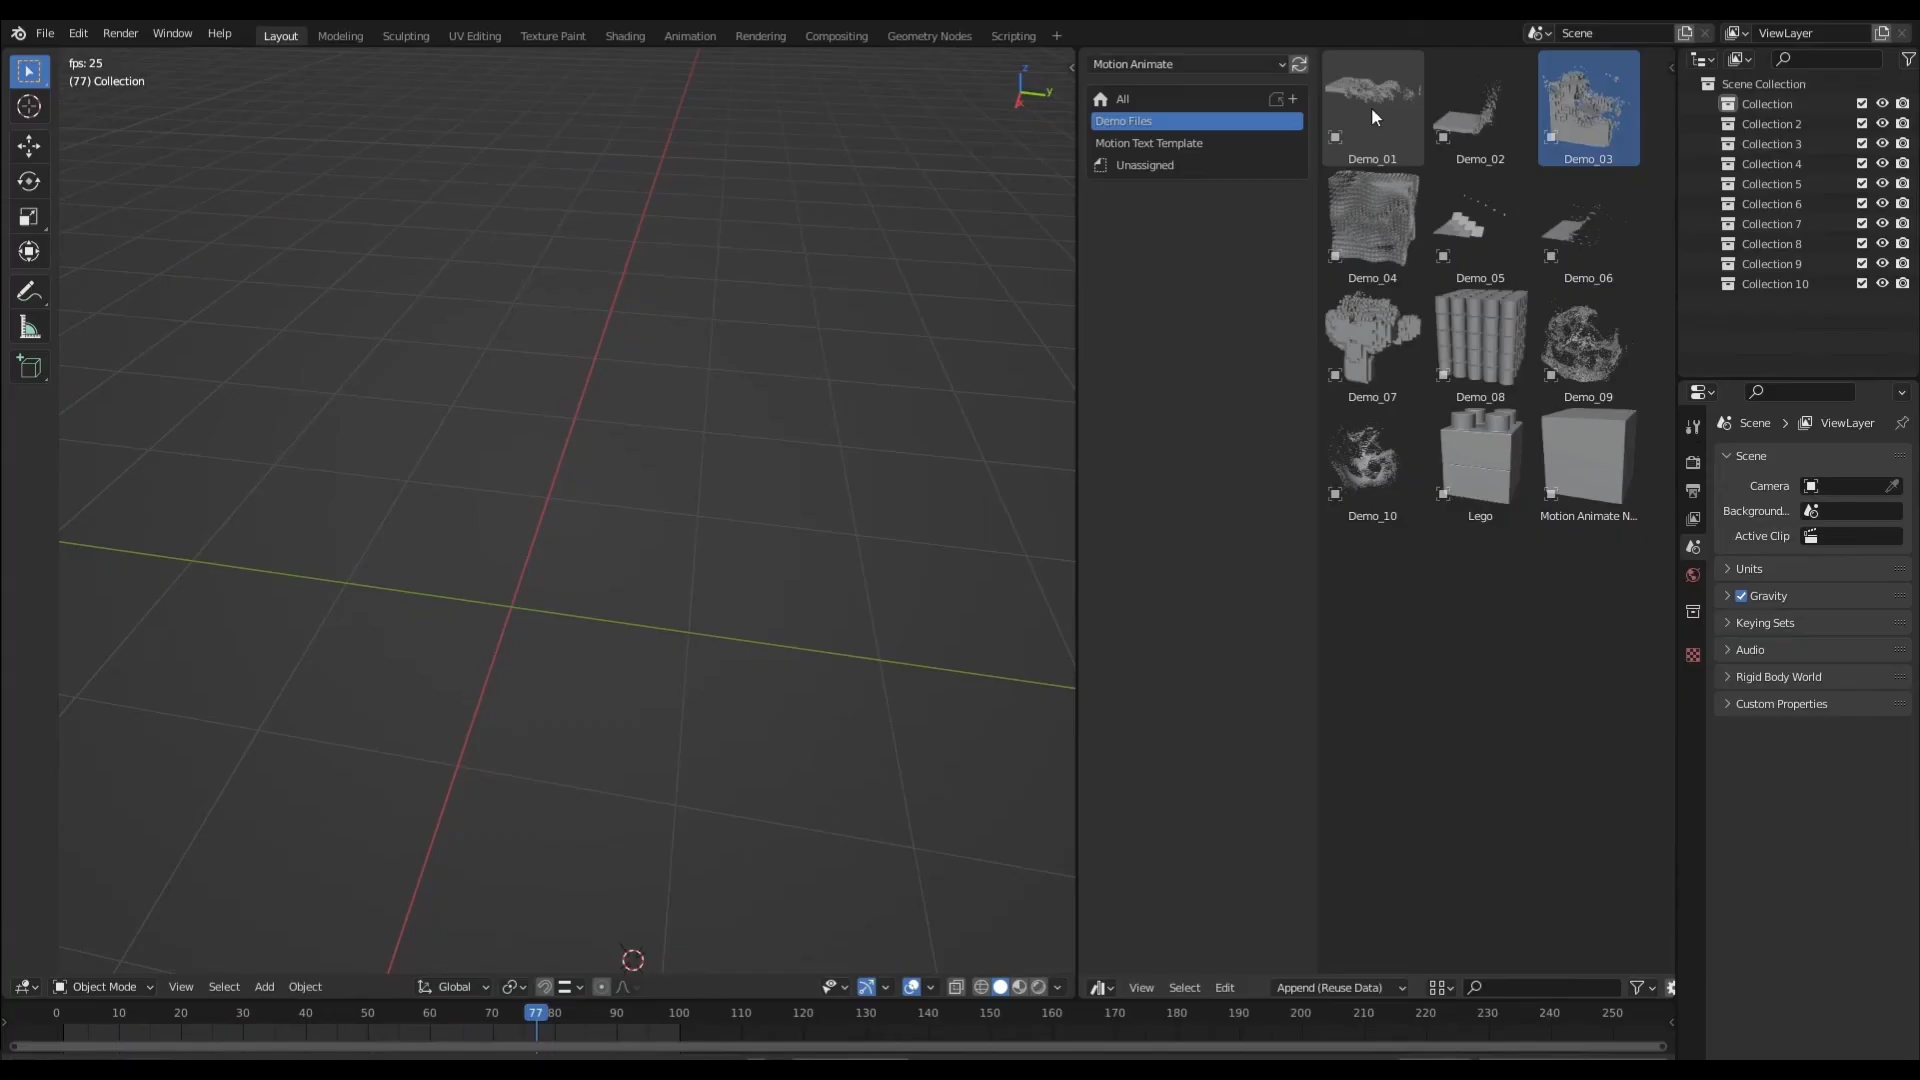 File Edit Render Window Help
Layout Modeling Sculpting UV Editing Texture Paint Shading Animation Rendering Compositing Geometry Nodes Scripting +
Scene
ViewLayer
fps: 25
(77) Collection
z
y
x
Motion Animate
All
Demo Files
Motion Text Template
Unassigned
Demo_01
Demo_02
Demo_03
Demo_04
Demo_05
Demo_06
Demo_07
Demo_08
Demo_09
Demo_10
Lego
Motion Animate N...
Scene Collection
Collection
Collection 2
Collection 3
Collection 4
Collection 5
Collection 6
Collection 7
Collection 8
Collection 9
Collection 10
Scene > ViewLayer
Scene
Camera
Background...
Active Clip
Units
Gravity
Keying Sets
Audio
Rigid Body World
Custom Properties
Object Mode View Select Add Object
Global
View Select Edit
Append (Reuse Data)
0 10 20 30 40 50 60 70 77 80 90 100 110 120 130 140 150 160 170 180 190 200 210 220 230 240 250